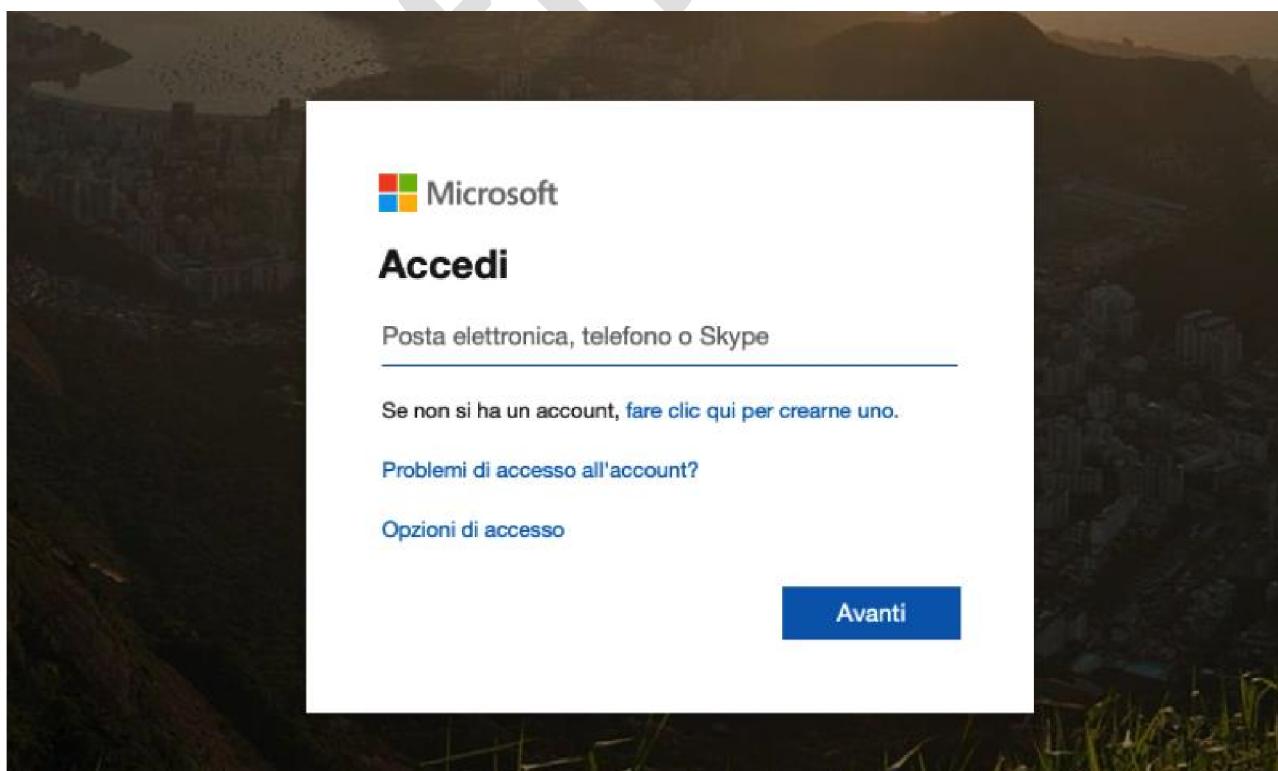 Microsoft
Accedi
Posta elettronica, telefono o Skype
Se non si ha un account, fare clic qui per crearne uno.
Problemi di accesso all'account?
Opzioni di accesso
Avanti